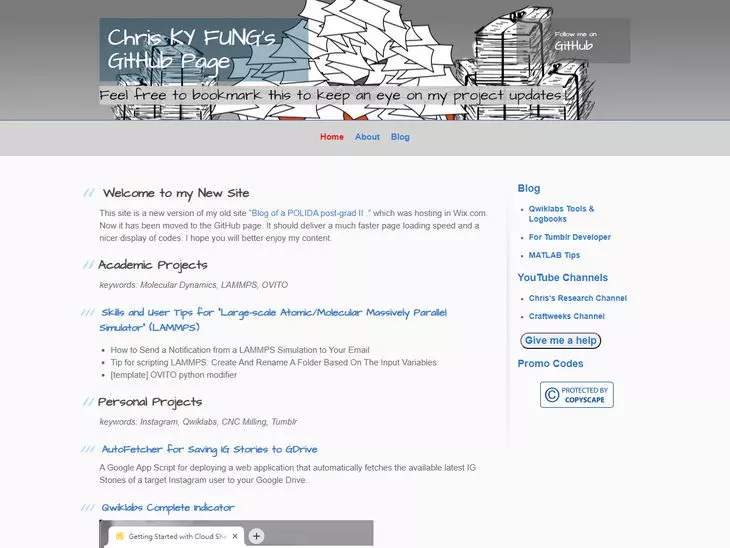 Chris KY FUNG's
GitHub Page
Follow me on
GitHub
Feel free to bookmark this to keep an eye on my project updates!
Home About Blog
// Welcome to my New Site
This site is a new version of my old site "Blog of a POLIDA post-grad II ." which was hosting in Wix.com.
Now it has been moved to the GitHub page. It should deliver a much faster page loading speed and a
nicer display of codes. I hope you will better enjoy my content.
// Academic Projects
keywords: Molecular Dynamics, LAMMPS, OVITO
/// Skills and User Tips for "Large-scale Atomic/Molecular Massively Parallel
Simulator" (LAMMPS)
• How to Send a Notification from a LAMMPS Simulation to Your Email
• Tip for scripting LAMMPS: Create And Rename A Folder Based On The Input Variables
• [template] OVITO python modifier
// Personal Projects
keywords: Instagram, Qwiklabs, CNC Milling, Tumblr
/// AutoFetcher for Saving IG Stories to GDrive
A Google App Script for deploying a web application that automatically fetches the available latest IG
Stories of a target Instagram user to your Google Drive.
/// Qwiklabs Complete Indicator
Getting Started with Cloud She × +
Blog
• Qwiklabs Tools &
Logbooks
• For Tumblr Developer
• MATLAB Tips
YouTube Channels
• Chris's Research Channel
• Craftweeks Channel
Give me a help
Promo Codes
© PROTECTED BY
COPYSCAPE